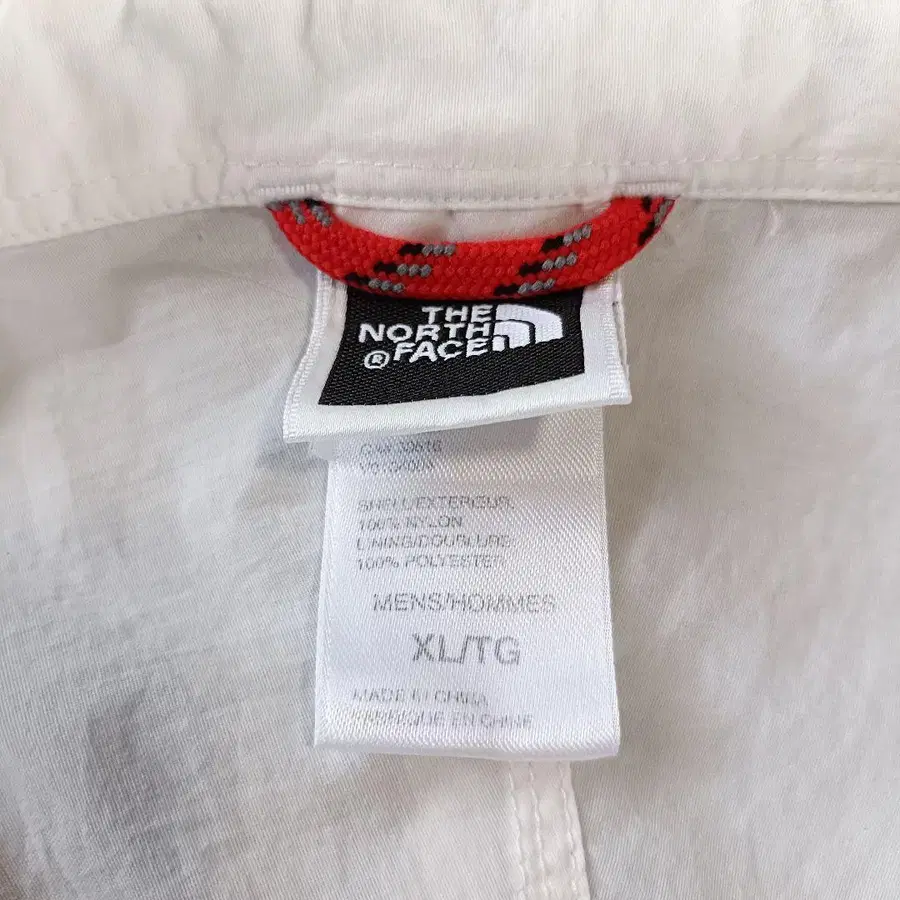 THE
NORTH
FACE®
SHELL/EXTERIEUR:
100% NYLON
LINING/DOUBLURE:
100% POLYESTER
MENS/HOMMES
XL/TG
MADE IN CHINA
FABRIQUE EN CHINE